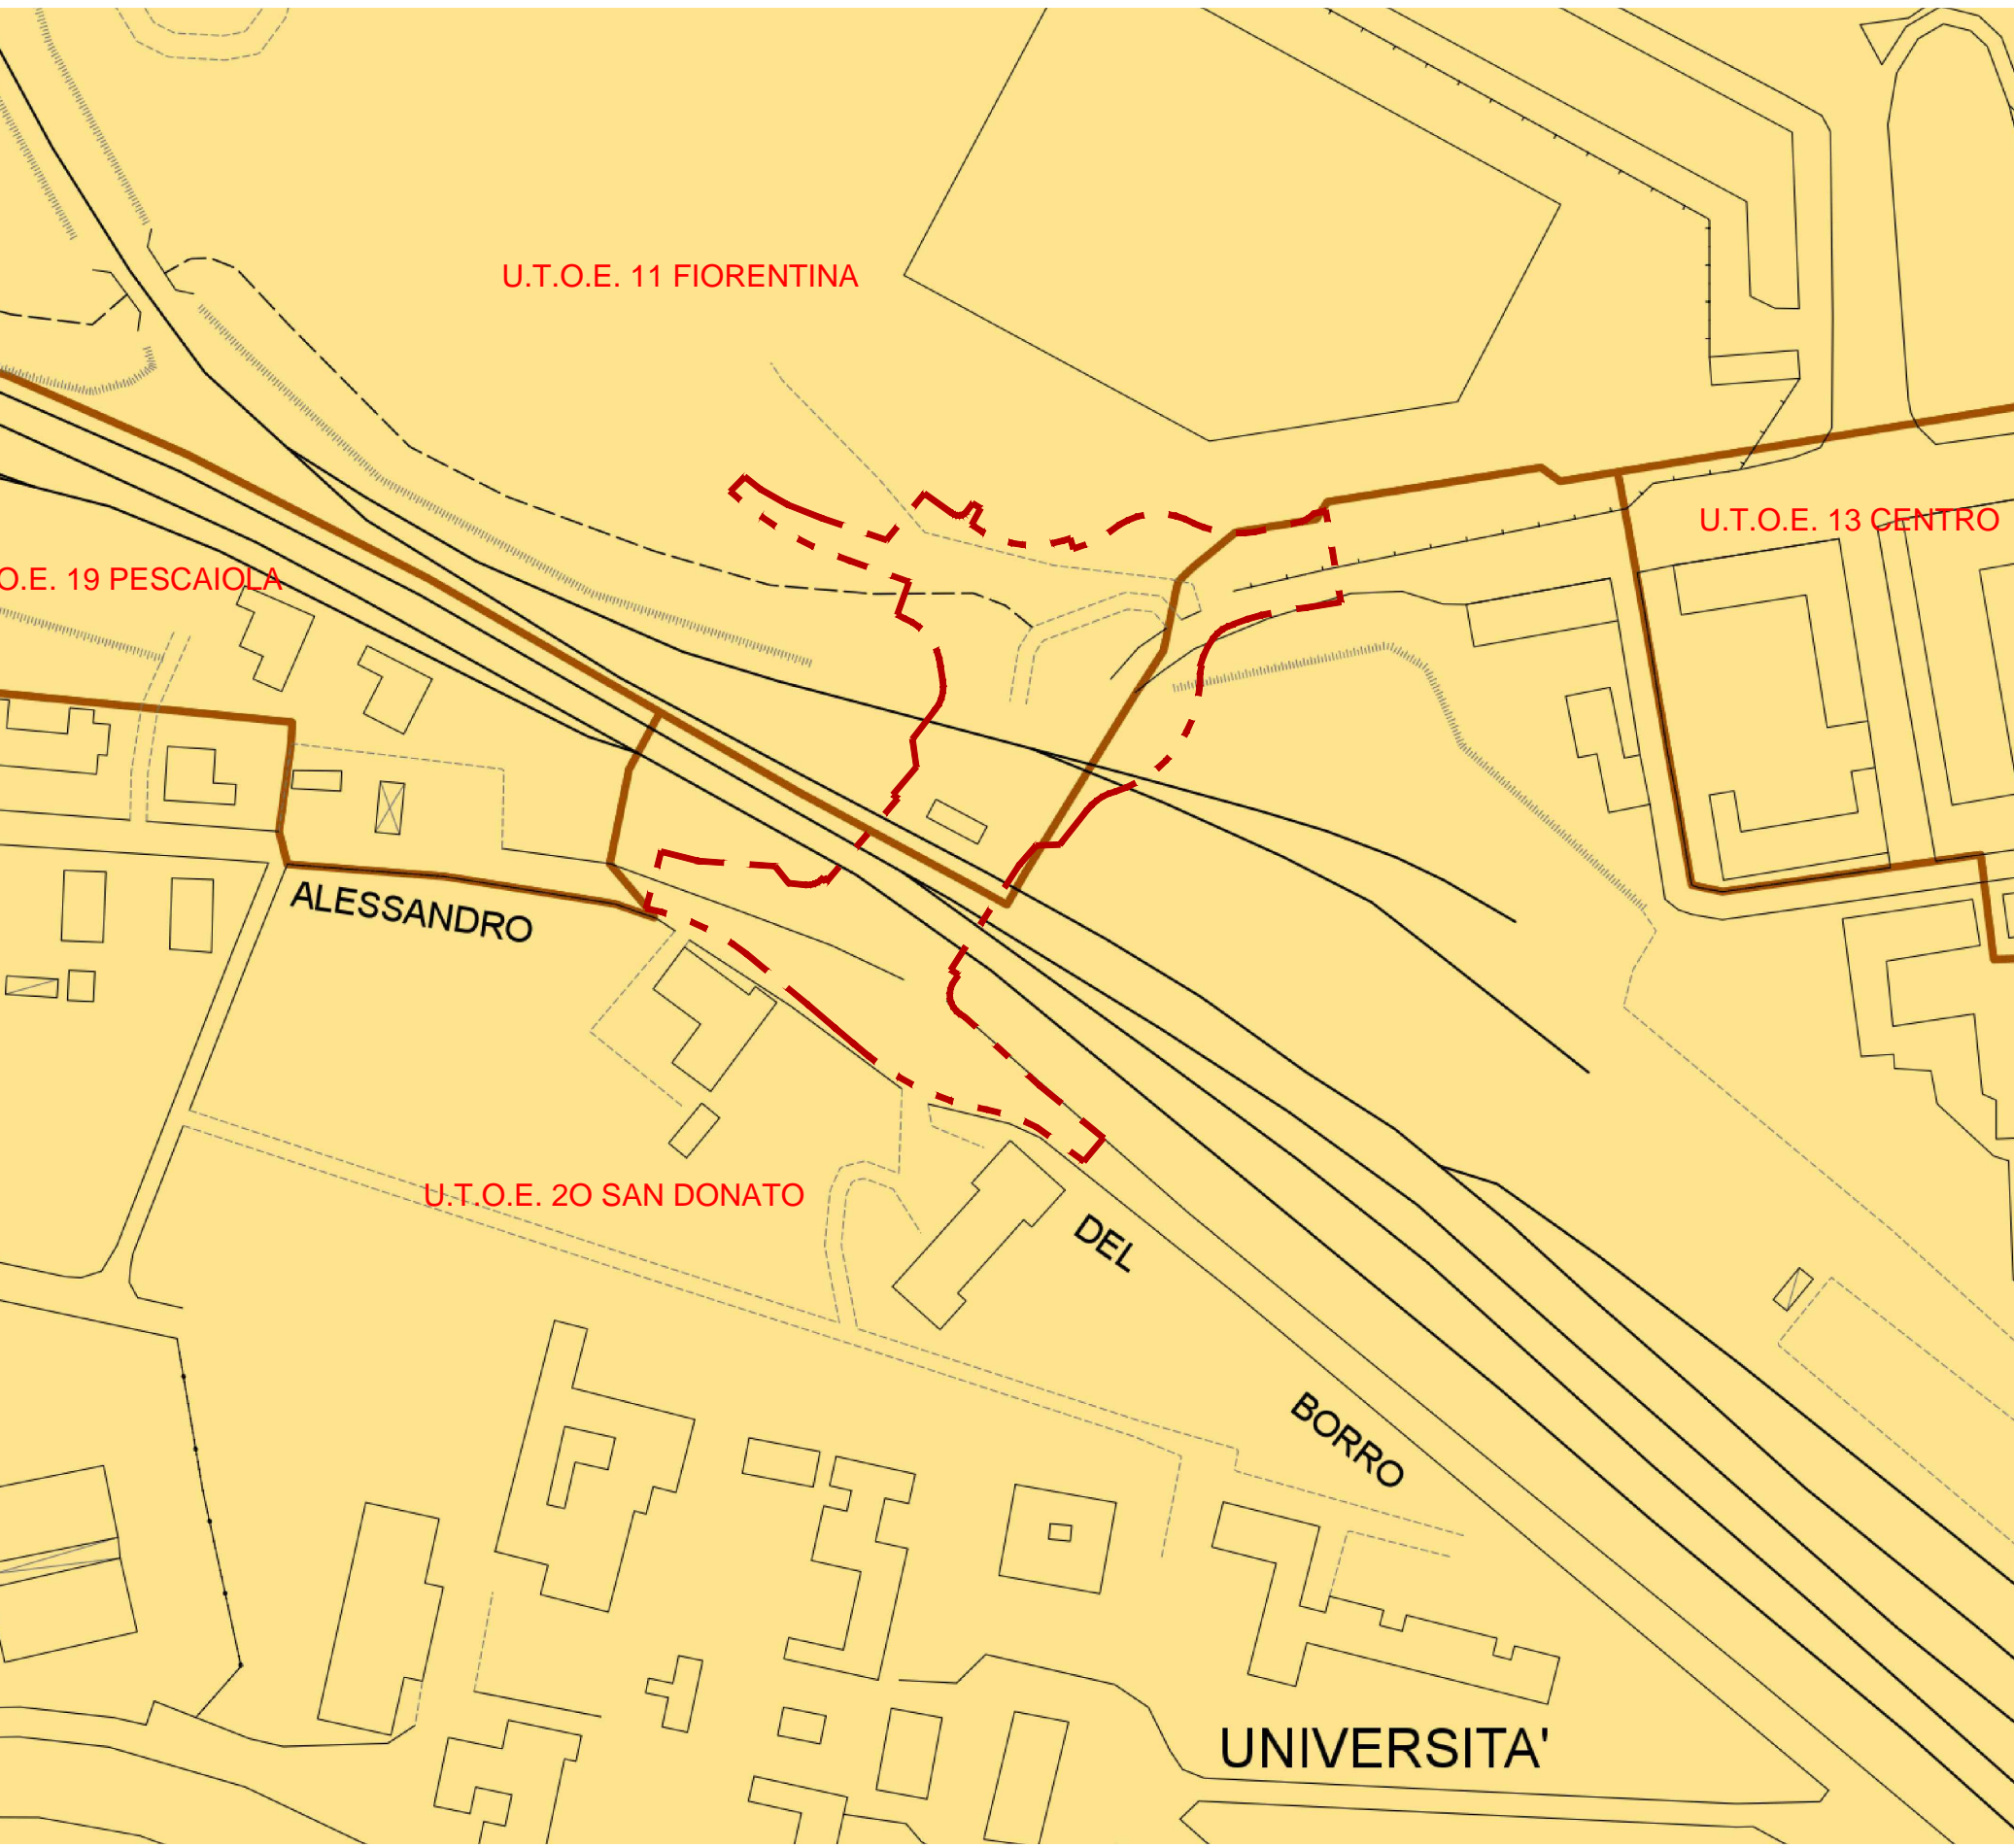 U.T.O.E. 11 FIORENTINA
U.T.O.E. 13 CENTRO
O.E. 19 PESCAIOLA
ALESSANDRO
U.T.O.E. 2O SAN DONATO
DEL
BORRO
UNIVERSITA'